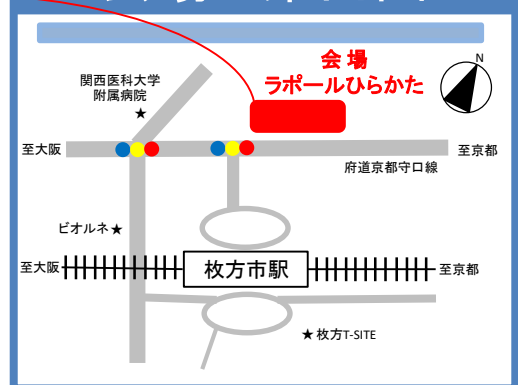 会場
ラポールひらかた
N
関西医科大学
附属病院
★
至大阪
至京都
府道京都守口線
ビオルネ★
至大阪
枚方市駅
至京都
★枚方T-SITE